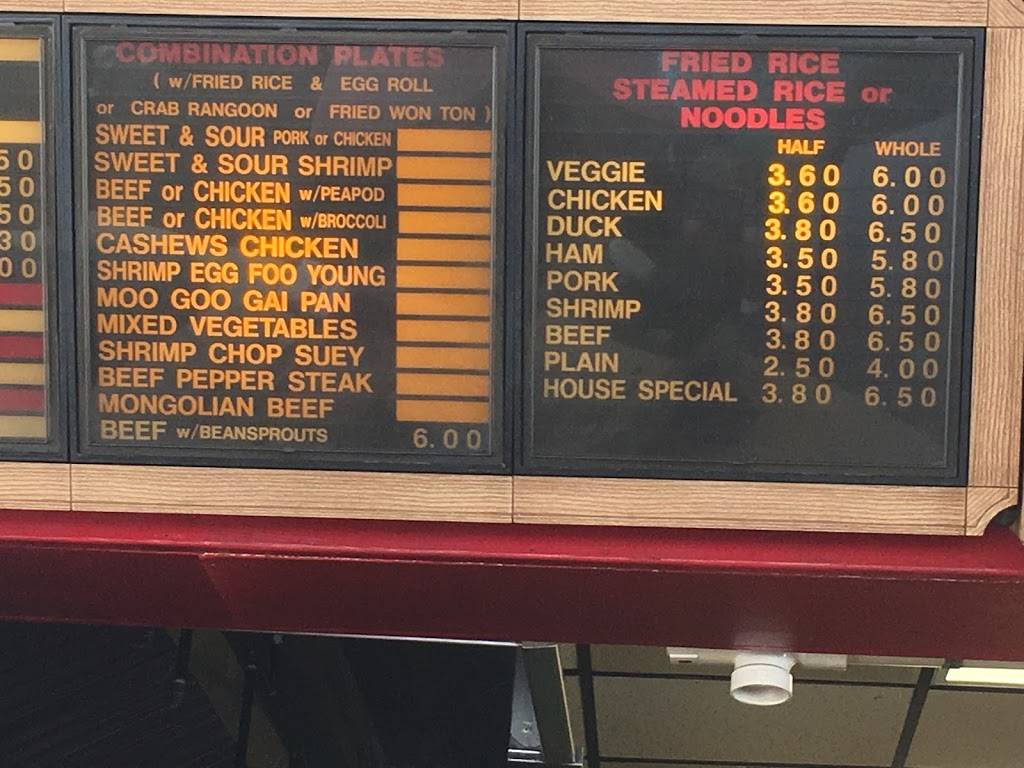 50
50
50
30
00
COMBINATION PLATES
( w/FRIED RICE & EGG ROLL
or CRAB RANGOON or FRIED WON TON )
SWEET & SOUR PORK or CHICKEN
SWEET & SOUR SHRIMP
BEEF or CHICKEN w/PEAPOD
BEEF or CHICKEN w/BROCCOLI
CASHEWS CHICKEN
SHRIMP EGG FOO YOUNG
MOO GOO GAI PAN
MIXED VEGETABLES
SHRIMP CHOP SUEY
BEEF PEPPER STEAK
MONGOLIAN BEEF
BEEF w/BEANSPROUTS 6.00
FRIED RICE
STEAMED RICE or
NOODLES
HALF WHOLE
VEGGIE 3.60 6.00
CHICKEN 3.60 6.00
DUCK 3.80 6.50
HAM 3.50 5.80
PORK 3.50 5.80
SHRIMP 3.80 6.50
BEEF 3.80 6.50
PLAIN 2.50 4.00
HOUSE SPECIAL 3.80 6.50